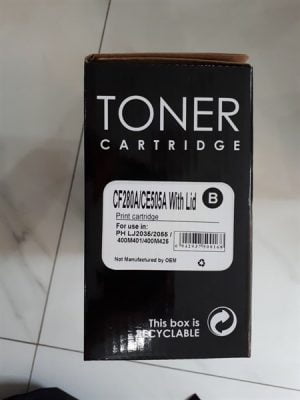 TONER
CARTRIDGE
CF280A/CE505A With Lid
B
Print cartridge
For use in:
PH LJ2035/2055 /
400M401/400M425
Not Manufactured by OEM
This box is
RECYCLABLE